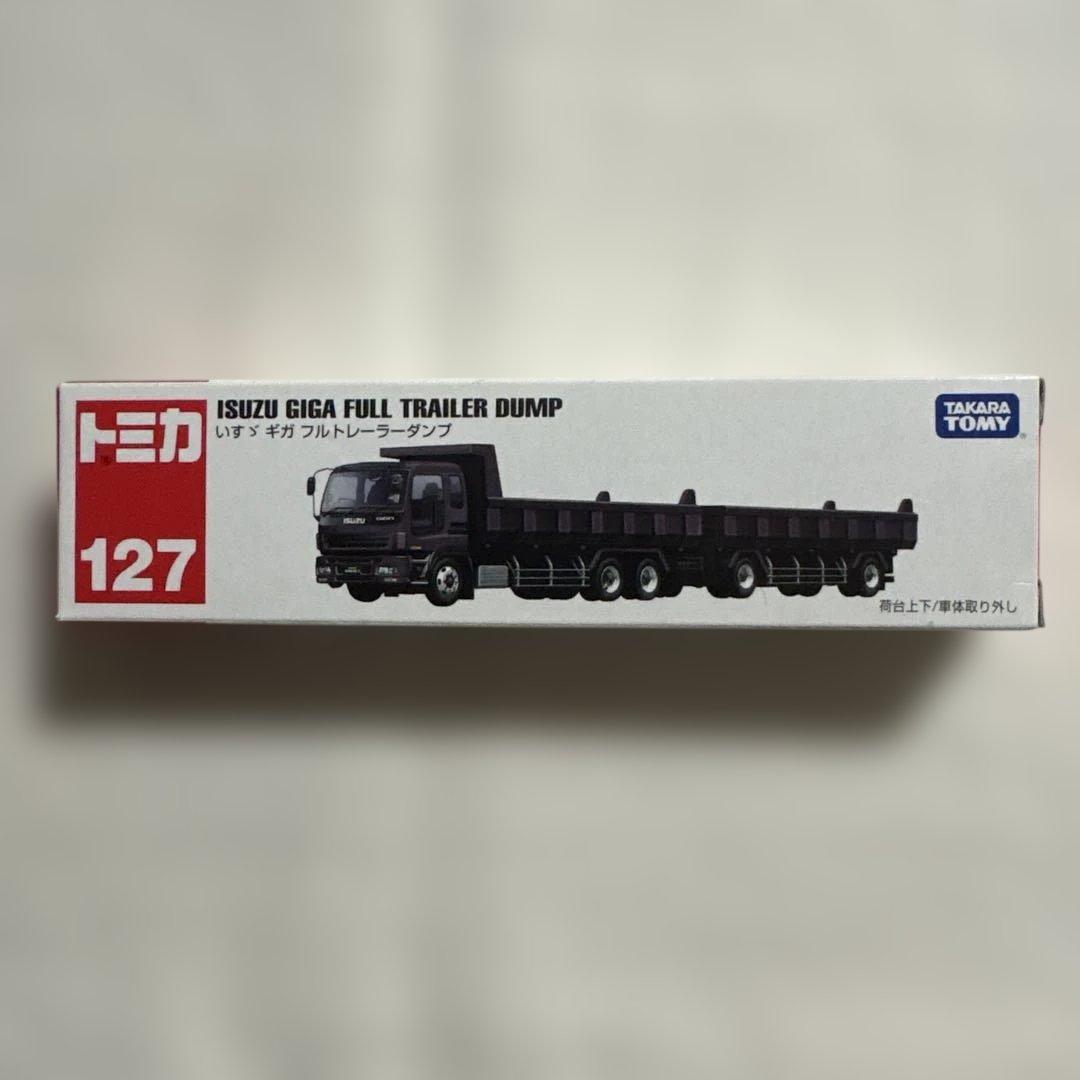 トミカ
127
ISUZU GIGA FULL TRAILER DUMP
いすゞ ギガ フルトレーラーダンプ
TAKARA
TOMY
ISUZU
荷台上下/車体取り外し